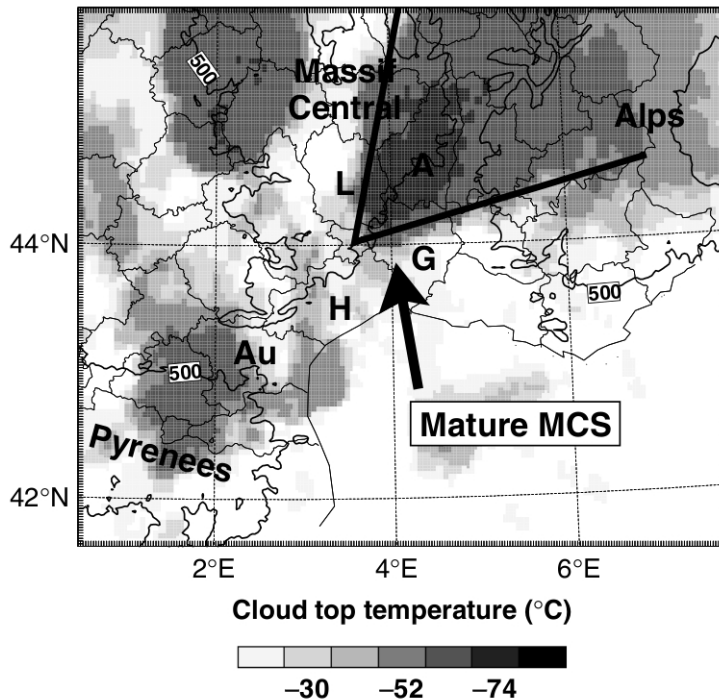 500
Massif
Central
Alps
A
L
44°N
G
500
H
Au
500
Mature MCS
Pyrenees
42°N
2°E 4°E 6°E
Cloud top temperature (°C)
–30 –52 –74